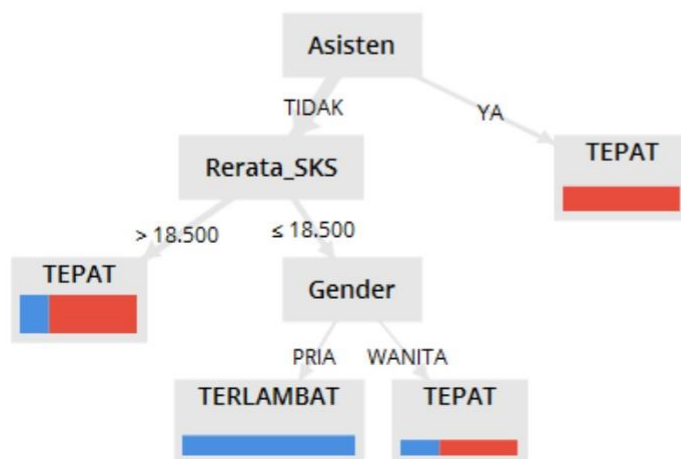 Asisten
TIDAK
YA
Rerata_SKS
TEPAT
> 18.500
≤ 18.500
TEPAT
Gender
PRIA
WANITA
TERLAMBAT
TEPAT